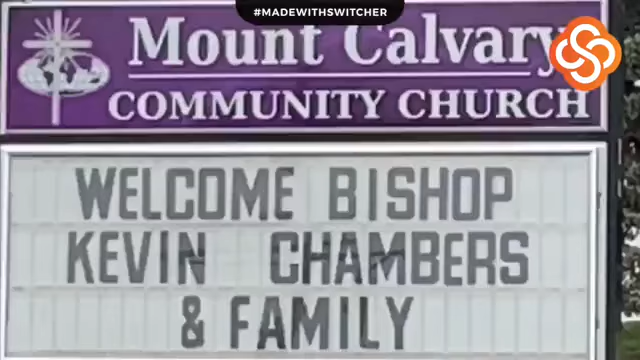 #MADEWITHSWITCHER
Mount Calvary
COMMUNITY CHURCH
WELCOME BISHOP
KEVIN CHAMBERS
& FAMILY